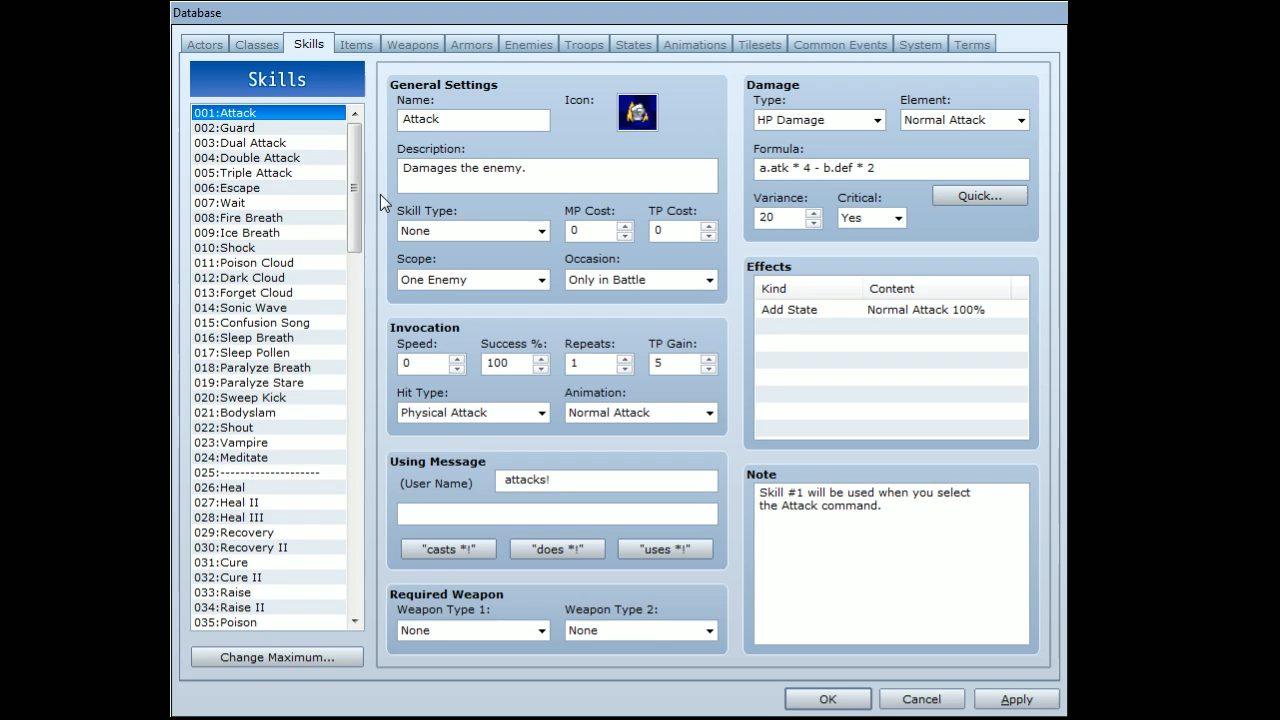 Database
Actors Classes Skills Items Weapons Armors Enemies Troops States Animations Tilesets Common Events System Terms
Skills
001:Attack
002:Guard
003:Dual Attack
004:Double Attack
005:Triple Attack
006:Escape
007:Wait
008:Fire Breath
009:Ice Breath
010:Shock
011:Poison Cloud
012:Dark Cloud
013:Forget Cloud
014:Sonic Wave
015:Confusion Song
016:Sleep Breath
017:Sleep Pollen
018:Paralyze Breath
019:Paralyze Stare
020:Sweep Kick
021:Bodyslam
022:Shout
023:Vampire
024:Meditate
025:--------------------
026:Heal
027:Heal II
028:Heal III
029:Recovery
030:Recovery II
031:Cure
032:Cure II
033:Raise
034:Raise II
035:Poison
Change Maximum...
General Settings
Name: Icon:
Attack
Description:
Damages the enemy.
Skill Type: MP Cost: TP Cost:
None 0 0
Scope: Occasion:
One Enemy Only in Battle
Invocation
Speed: Success %: Repeats: TP Gain:
0 100 1 5
Hit Type: Animation:
Physical Attack Normal Attack
Using Message
(User Name) attacks!
"casts *!" "does *!" "uses *!"
Required Weapon
Weapon Type 1: Weapon Type 2:
None None
Damage
Type: Element:
HP Damage Normal Attack
Formula:
a.atk * 4 - b.def * 2
Variance: Critical: Quick...
20 Yes
Effects
Kind Content
Add State Normal Attack 100%
Note
Skill #1 will be used when you select
the Attack command.
OK Cancel Apply